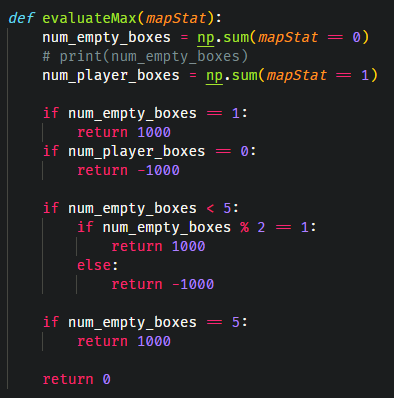 def evaluateMax(mapStat):
    num_empty_boxes = np.sum(mapStat == 0)
    # print(num_empty_boxes)
    num_player_boxes = np.sum(mapStat == 1)

    if num_empty_boxes == 1:
        return 1000
    if num_player_boxes == 0:
        return -1000

    if num_empty_boxes < 5:
        if num_empty_boxes % 2 == 1:
            return 1000
        else:
            return -1000

    if num_empty_boxes == 5:
        return 1000

    return 0